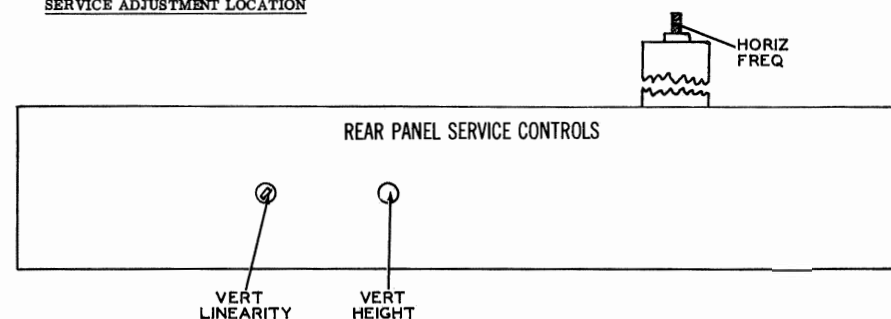 SERVICE ADJUSTMENT LOCATION
HORIZ
FREQ
REAR PANEL SERVICE CONTROLS
VERT
LINEARITY
VERT
HEIGHT